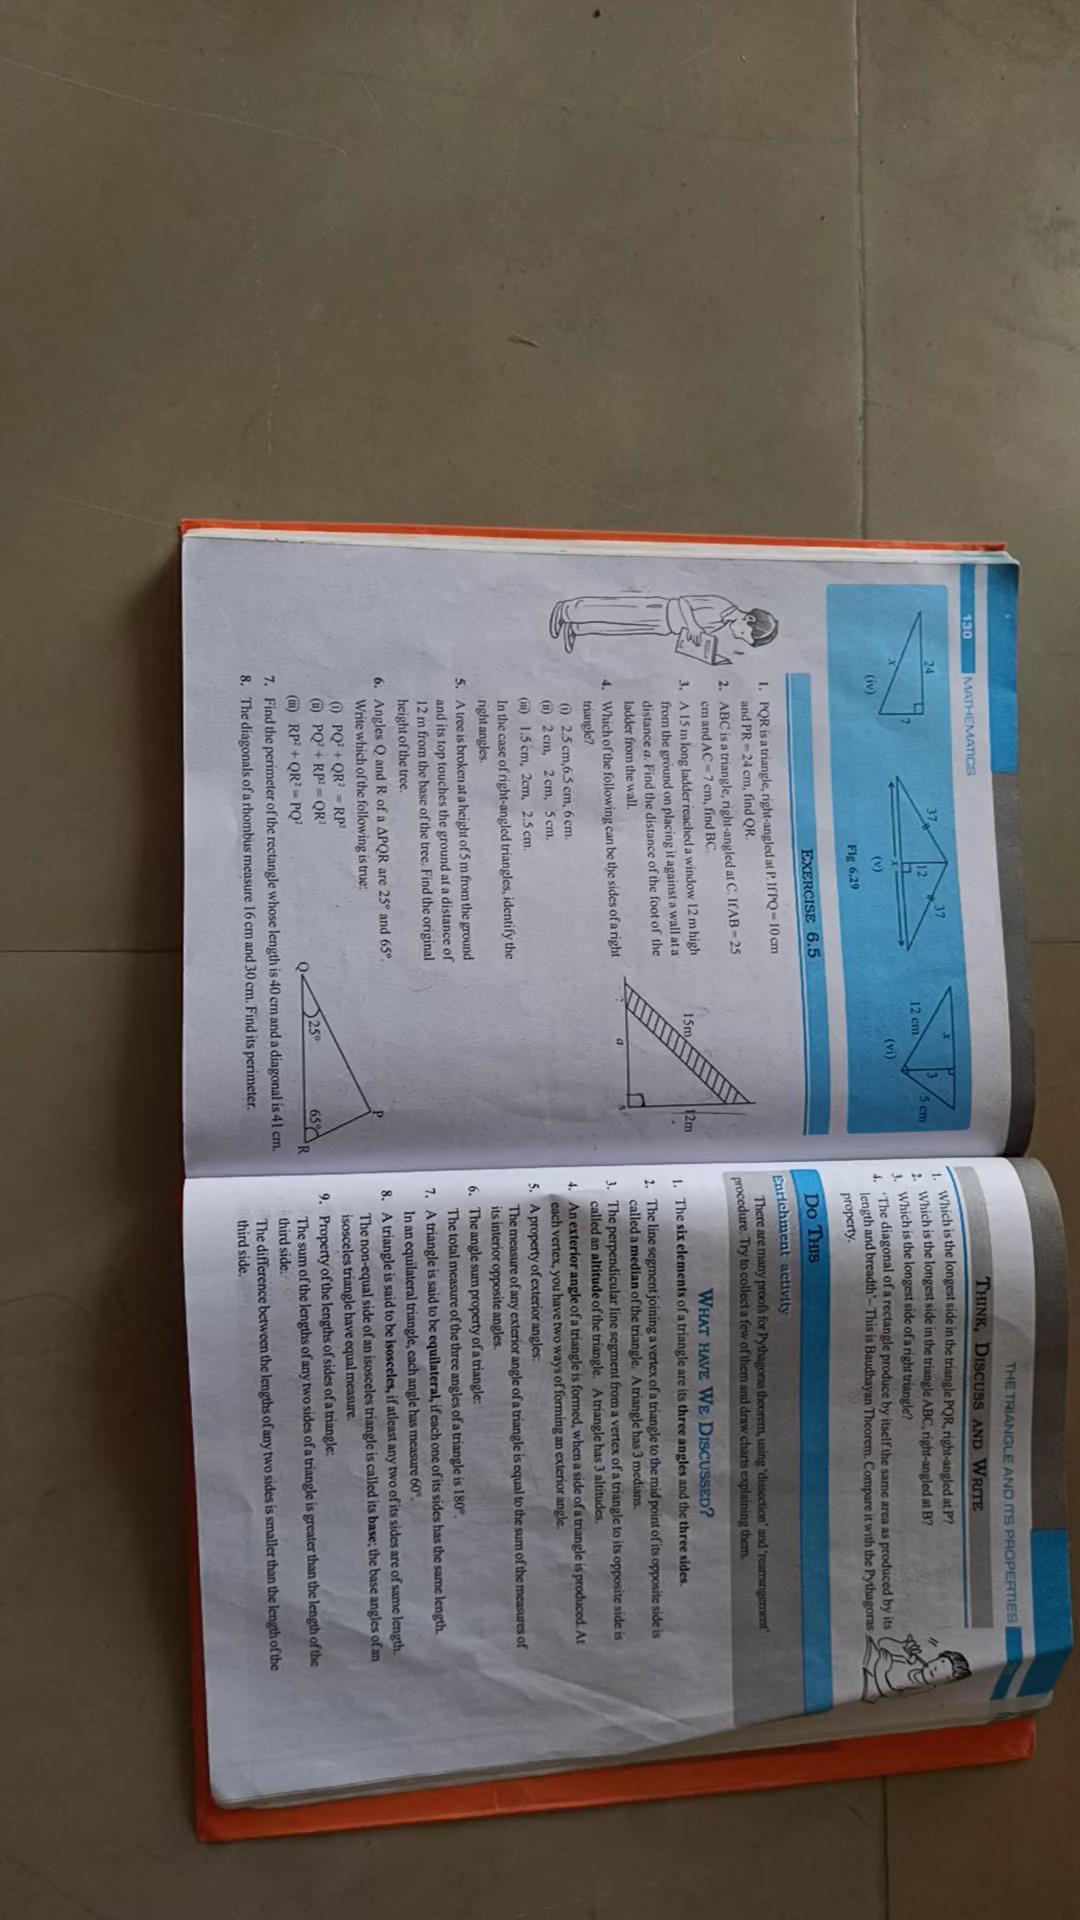 130
MATHEMATICS
24
7
x
(iv)
37
37
12
x
(v)
x
3
5 cm
12 cm
(vi)
Fig 6.29
EXERCISE 6.5
1. PQR is a triangle, right-angled at P. If PQ = 10 cm
and PR = 24 cm, find QR.
2. ABC is a triangle, right-angled at C. If AB = 25
cm and AC = 7 cm, find BC.
3. A 15 m long ladder reached a window 12 m high
from the ground on placing it against a wall at a
distance a. Find the distance of the foot of the
ladder from the wall.
15m
12m
a
4. Which of the following can be the sides of a right
triangle?
(i) 2.5 cm, 6.5 cm, 6 cm.
(ii) 2 cm, 2 cm, 5 cm.
(iii) 1.5 cm, 2cm, 2.5 cm.
In the case of right-angled triangles, identify the
right angles.
5. A tree is broken at a height of 5 m from the ground
and its top touches the ground at a distance of
12 m from the base of the tree. Find the original
height of the tree.
6. Angles Q and R of a ΔPQR are 25° and 65°.
Write which of the following is true:
(i) PQ² + QR² = RP²
(ii) PQ² + RP² = QR²
(iii) RP² + QR² = PQ²
P
25°
65°
Q
R
7. Find the perimeter of the rectangle whose length is 40 cm and a diagonal is 41 cm.
8. The diagonals of a rhombus measure 16 cm and 30 cm. Find its perimeter.
THE TRIANGLE AND ITS PROPERTIES
THINK, DISCUSS AND WRITE
1. Which is the longest side in the triangle PQR, right-angled at P?
2. Which is the longest side in the triangle ABC, right-angled at B?
3. Which is the longest side of a right triangle?
4. 'The diagonal of a rectangle produce by itself the same area as produced by its
length and breadth' – This is Baudhayan Theorem. Compare it with the Pythagoras
property.
DO THIS
Enrichment activity
There are many proofs for Pythagoras theorem, using 'dissection' and 'rearrangement'
procedure. Try to collect a few of them and draw charts explaining them.
WHAT HAVE WE DISCUSSED?
1. The six elements of a triangle are its three angles and the three sides.
2. The line segment joining a vertex of a triangle to the mid point of its opposite side is
called a median of the triangle. A triangle has 3 medians.
3. The perpendicular line segment from a vertex of a triangle to its opposite side is
called an altitude of the triangle. A triangle has 3 altitudes.
4. An exterior angle of a triangle is formed, when a side of a triangle is produced. At
each vertex, you have two ways of forming an exterior angle.
5. A property of exterior angles:
The measure of any exterior angle of a triangle is equal to the sum of the measures of
its interior opposite angles.
6. The angle sum property of a triangle:
The total measure of the three angles of a triangle is 180°.
7. A triangle is said to be equilateral, if each one of its sides has the same length.
In an equilateral triangle, each angle has measure 60°.
8. A triangle is said to be isosceles, if atleast any two of its sides are of same length.
The non-equal side of an isosceles triangle is called its base; the base angles of an
isosceles triangle have equal measure.
9. Property of the lengths of sides of a triangle:
The sum of the lengths of any two sides of a triangle is greater than the length of the
third side.
The difference between the lengths of any two sides is smaller than the length of the
third side.